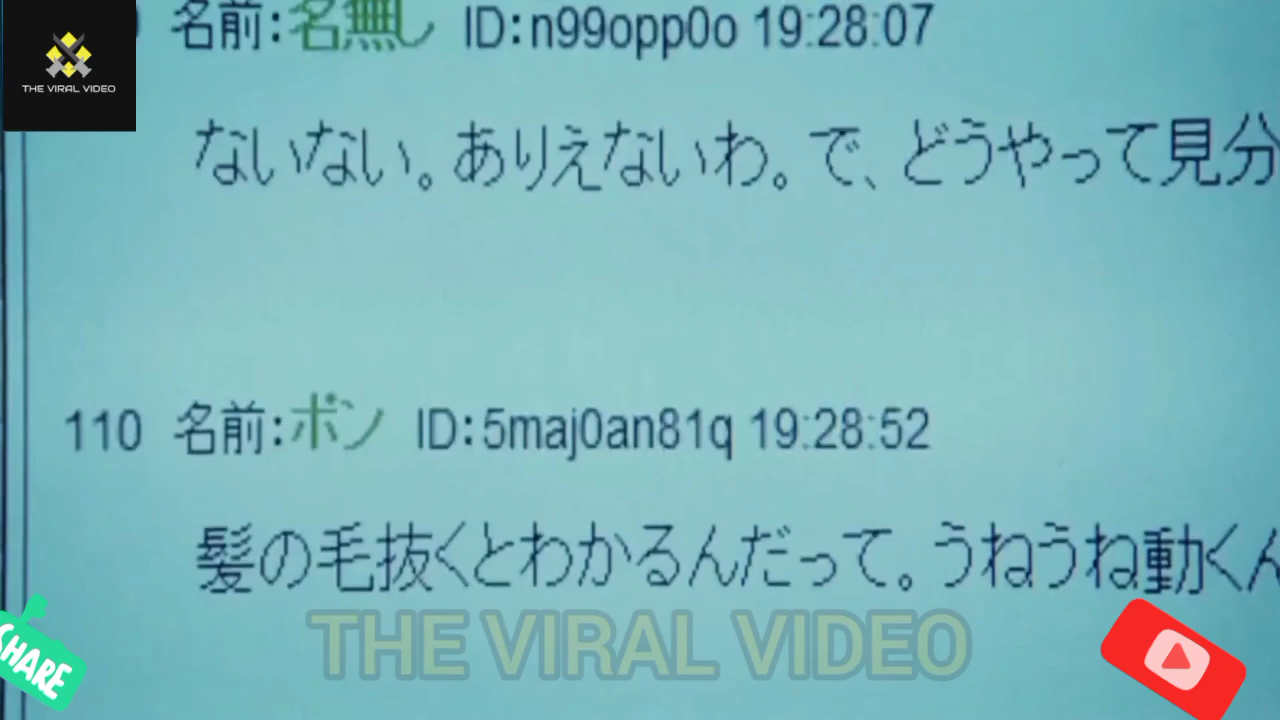 名前：名無し ID：n99opp0o 19:28:07
THE VIRAL VIDEO
ないない。ありえないわ。で、どうやって見分
110 名前：ポン ID：5maj0an81q 19:28:52
髪の毛抜くとわかるんだって。うねうね動くん
THE VIRAL VIDEO
SHARE